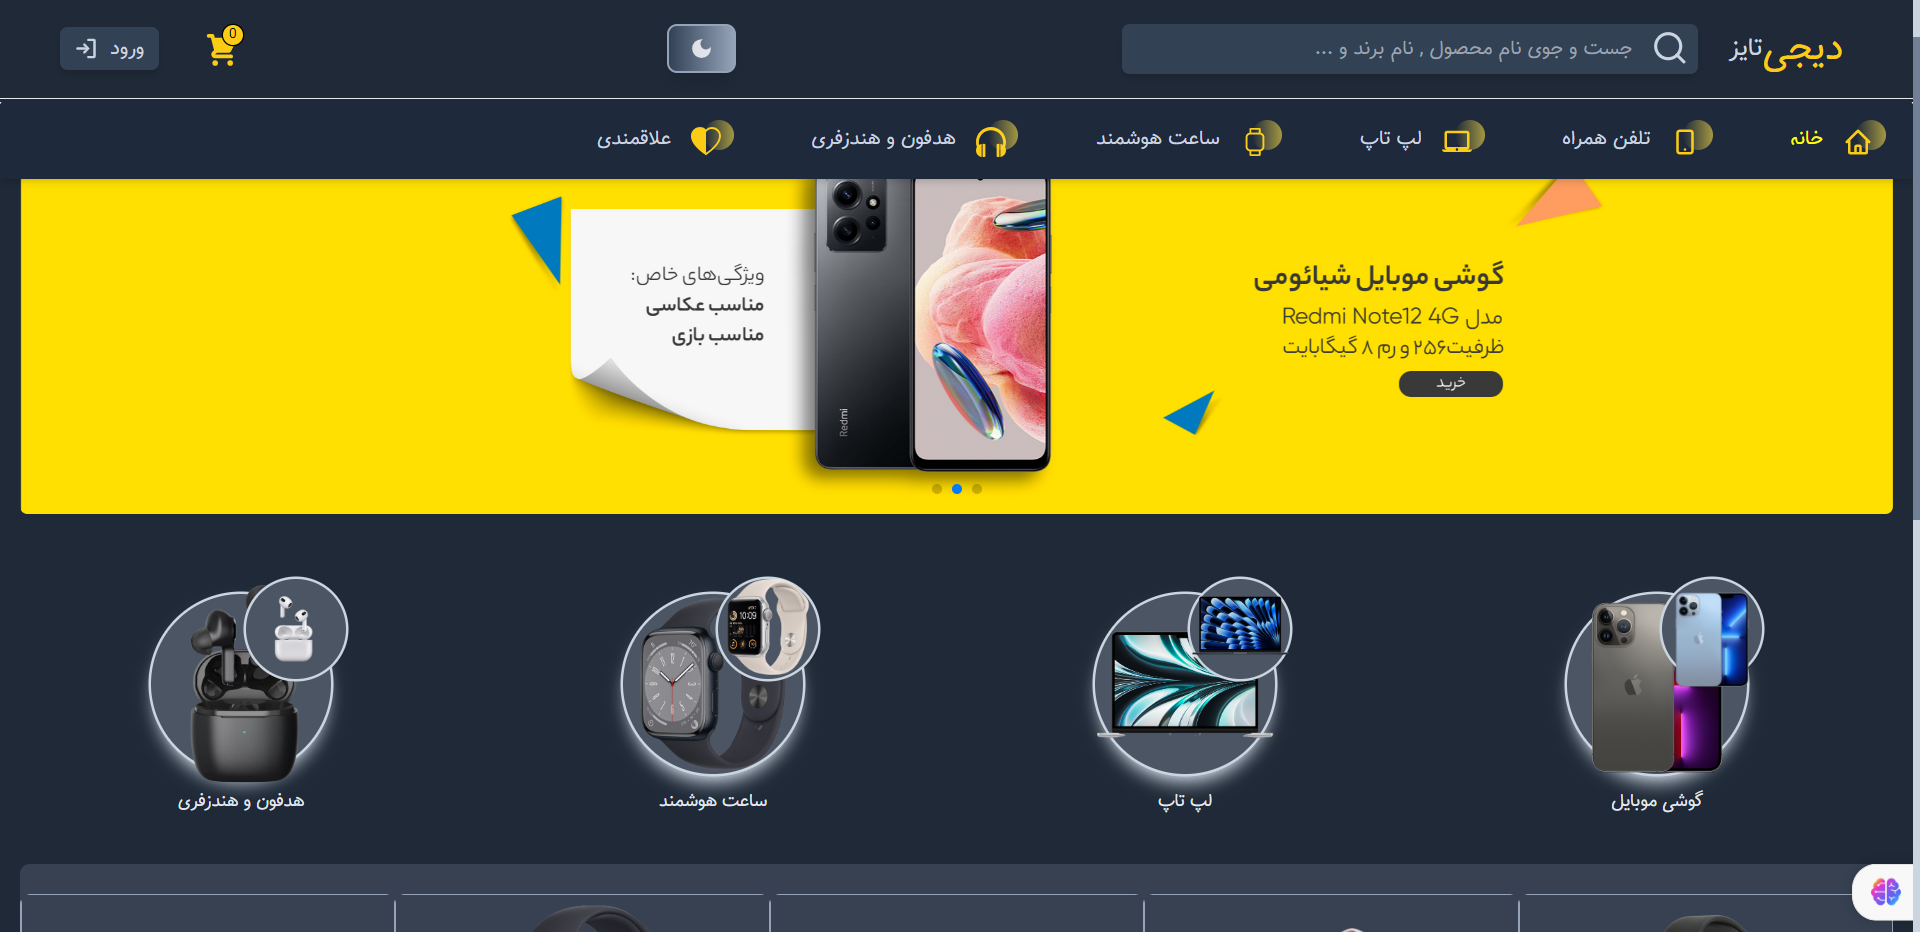 دیجی تایز
جست و جوی نام محصول , نام برند و ...
0
ورود
خانه
تلفن همراه
لپ تاپ
ساعت هوشمند
هدفون و هندزفری
علاقمندی
گوشی موبایل شیائومی
مدل Redmi Note12 4G
ظرفیت۲۵۶ و رم ۸ گیگابایت
خرید
ویژگی‌های خاص:
مناسب عکاسی
مناسب بازی
Redmi
10:09
گوشی موبایل
لپ تاپ
ساعت هوشمند
هدفون و هندزفری